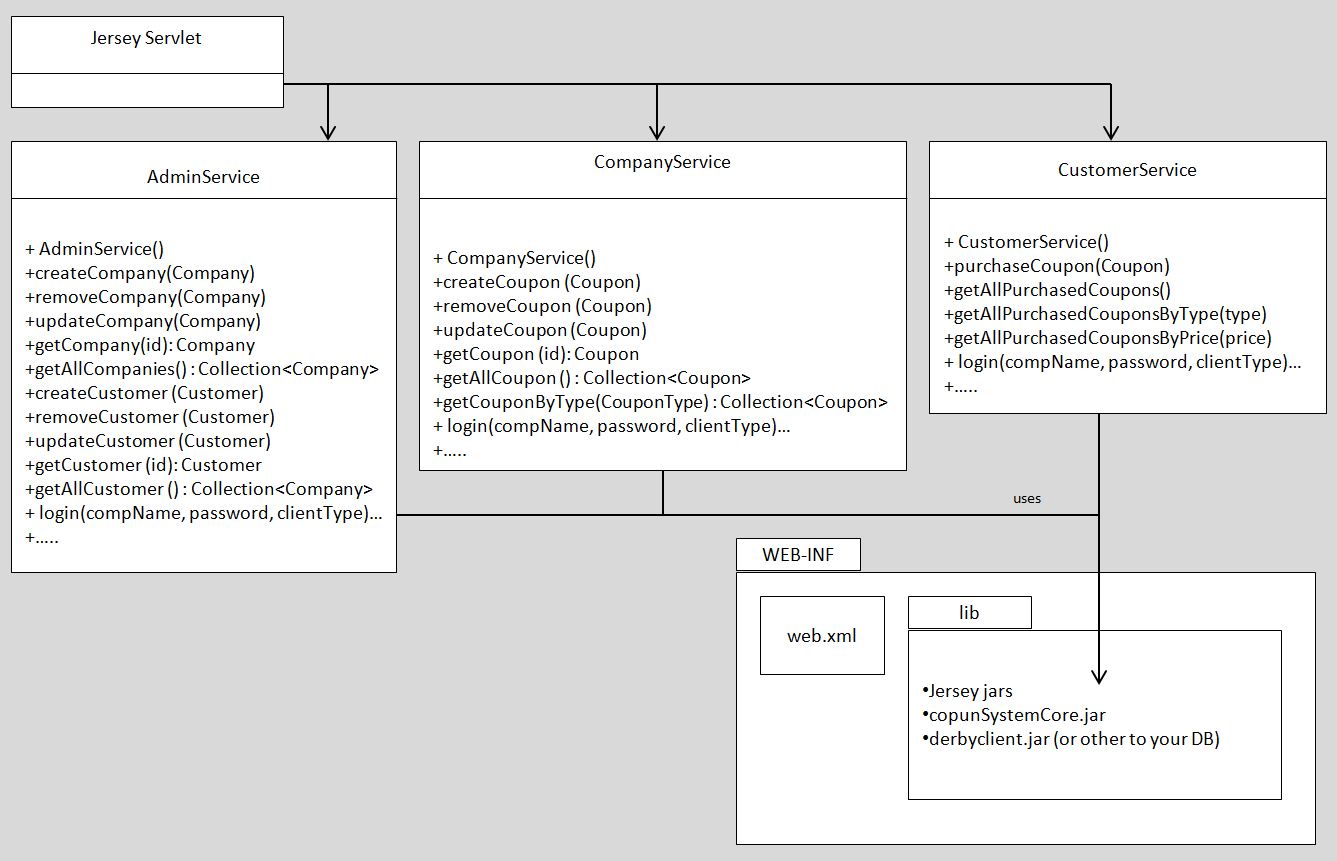 Jersey Servlet
AdminService
+ AdminService()
+createCompany(Company)
+removeCompany(Company)
+updateCompany(Company)
+getCompany(id): Company
+getAllCompanies() : Collection<Company>
+createCustomer (Customer)
+removeCustomer (Customer)
+updateCustomer (Customer)
+getCustomer (id): Customer
+getAllCustomer () : Collection<Company>
+ login(compName, password, clientType)...
+.....
CompanyService
+ CompanyService()
+createCoupon (Coupon)
+removeCoupon (Coupon)
+updateCoupon (Coupon)
+getCoupon (id): Coupon
+getAllCoupon () : Collection<Coupon>
+getCouponByType(CouponType) : Collection<Coupon>
+ login(compName, password, clientType)...
+.....
CustomerService
+ CustomerService()
+purchaseCoupon(Coupon)
+getAllPurchasedCoupons()
+getAllPurchasedCouponsByType(type)
+getAllPurchasedCouponsByPrice(price)
+ login(compName, password, clientType)...
+.....
uses
WEB-INF
web.xml
lib
•Jersey jars
•copunSystemCore.jar
•derbyclient.jar (or other to your DB)